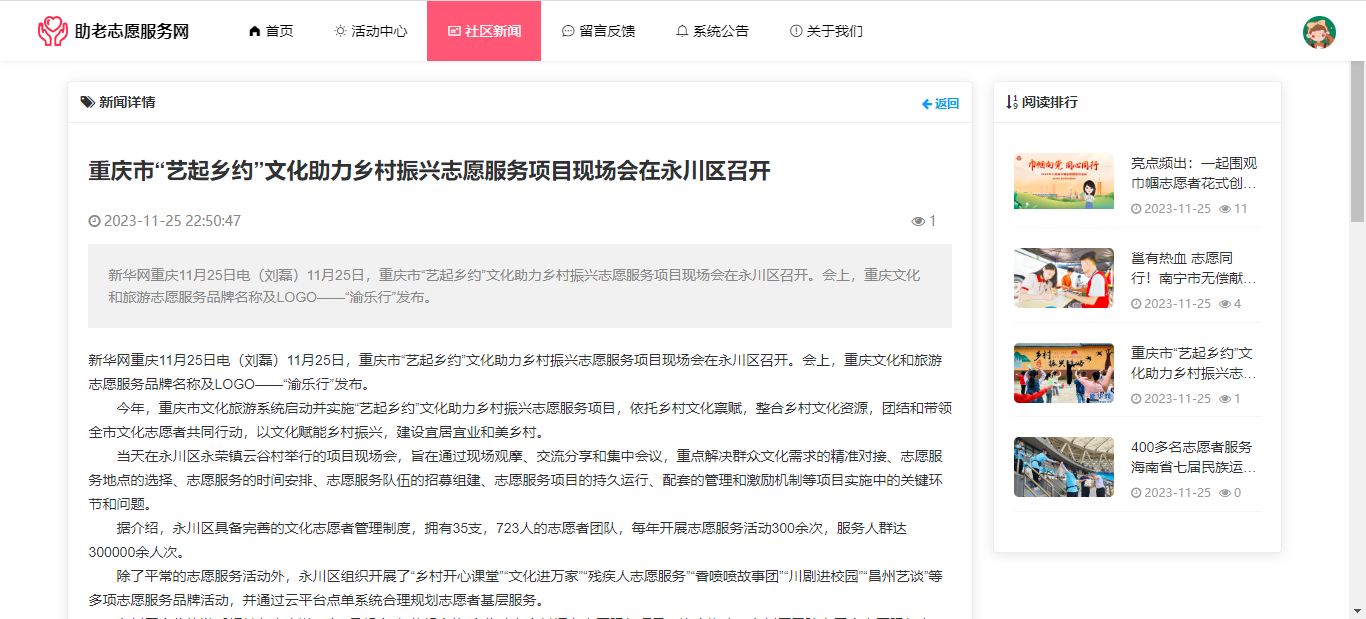 助老志愿服务网
首页
活动中心
社区新闻
留言反馈
系统公告
关于我们
新闻详情
返回
重庆市“艺起乡约”文化助力乡村振兴志愿服务项目现场会在永川区召开
2023-11-25 22:50:47
1
新华网重庆11月25日电（刘磊）11月25日，重庆市“艺起乡约”文化助力乡村振兴志愿服务项目现场会在永川区召开。会上，重庆文化
和旅游志愿服务品牌名称及LOGO——“渝乐行”发布。
新华网重庆11月25日电（刘磊）11月25日，重庆市“艺起乡约”文化助力乡村振兴志愿服务项目现场会在永川区召开。会上，重庆文化和旅游
志愿服务品牌名称及LOGO——“渝乐行”发布。
今年，重庆市文化旅游系统启动并实施“艺起乡约”文化助力乡村振兴志愿服务项目，依托乡村文化禀赋，整合乡村文化资源，团结和带领
全市文化志愿者共同行动，以文化赋能乡村振兴，建设宜居宜业和美乡村。
当天在永川区永荣镇云谷村举行的项目现场会，旨在通过现场观摩、交流分享和集中会议，重点解决群众文化需求的精准对接、志愿服
务地点的选择、志愿服务的时间安排、志愿服务队伍的招募组建、志愿服务项目的持久运行、配套的管理和激励机制等项目实施中的关键环
节和问题。
据介绍，永川区具备完善的文化志愿者管理制度，拥有35支，723人的志愿者团队，每年开展志愿服务活动300余次，服务人群达
300000余人次。
除了平常的志愿服务活动外，永川区组织开展了“乡村开心课堂”“文化进万家”“残疾人志愿服务”“香喷喷故事团”“川剧进校园”“昌州艺谈”等
多项志愿服务品牌活动，并通过云平台点单系统合理规划志愿者基层服务。
阅读排行
巾帼向党 同心同行
亮点频出：一起围观
巾帼志愿者花式创…
2023-11-25 11
邕有热血 志愿同
行！南宁市无偿献…
2023-11-25 4
乡村
振兴
重庆市“艺起乡约”文
化助力乡村振兴志…
2023-11-25 1
400多名志愿者服务
海南省七届民族运…
2023-11-25 0